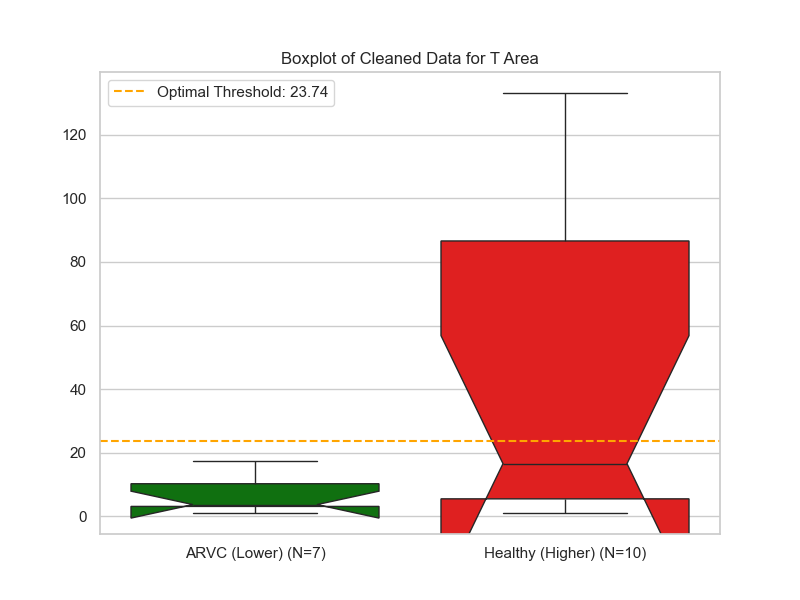 Boxplot of Cleaned Data for T Area
Optimal Threshold: 23.74
120
100
80
60
40
20
0
ARVC (Lower) (N=7)
Healthy (Higher) (N=10)